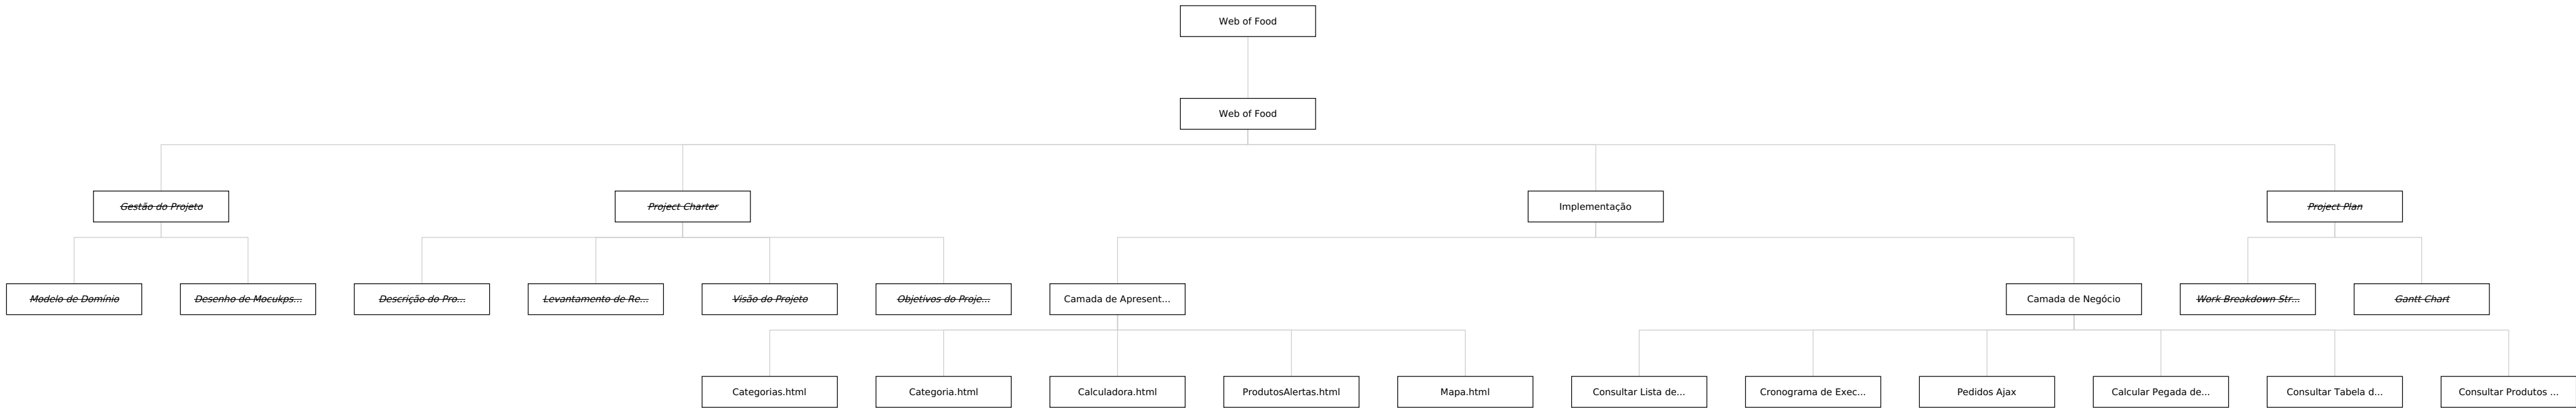 Web of Food
Web of Food
Gestão do Projeto
Project Charter
Implementação
Project Plan
Modelo de Domínio
Desenho de Mocukps...
Descrição do Pro...
Levantamento de Re...
Visão do Projeto
Objetivos do Proje...
Camada de Apresent...
Camada de Negócio
Work Breakdown Str...
Gantt Chart
Categorias.html
Categoria.html
Calculadora.html
ProdutosAlertas.html
Mapa.html
Consultar Lista de...
Cronograma de Exec...
Pedidos Ajax
Calcular Pegada de...
Consultar Tabela d...
Consultar Produtos ...